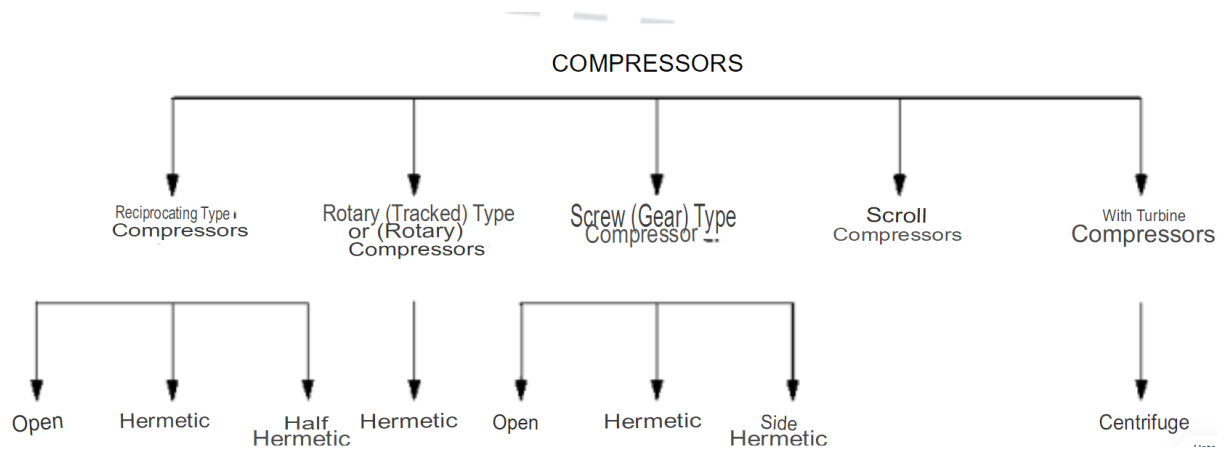 COMPRESSORS
Reciprocating Type
Compressors
Rotary (Tracked) Type
or (Rotary)
Compressors
Screw (Gear) Type
Compressor
Scroll
Compressors
With Turbine
Compressors
Open
Hermetic
Half
Hermetic
Hermetic
Open
Hermetic
Side
Hermetic
Centrifuge